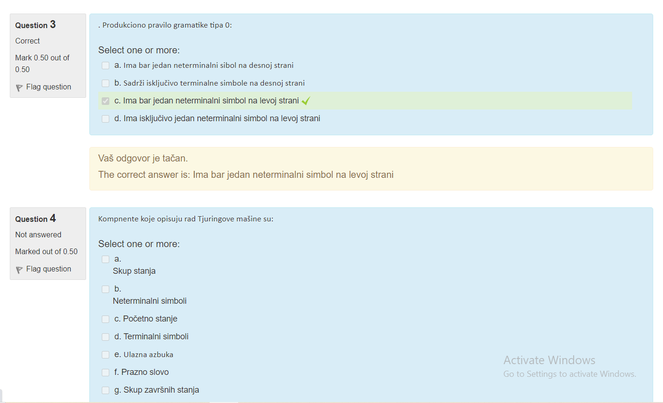 Question 3
Correct
Mark 0.50 out of
0.50
Flag question
. Produkciono pravilo gramatike tipa 0:
Select one or more:
a. Ima bar jedan neterminalni sibol na desnoj strani
b. Sadrži isključivo terminalne simbole na desnoj strani
c. Ima bar jedan neterminalni simbol na levoj strani
d. Ima isključivo jedan neterminalni simbol na levoj strani
Vaš odgovor je tačan.
The correct answer is: Ima bar jedan neterminalni simbol na levoj strani
Question 4
Not answered
Marked out of 0.50
Flag question
Kompnente koje opisuju rad Tjuringove mašine su:
Select one or more:
a.
Skup stanja
b.
Neterminalni simboli
c. Početno stanje
d. Terminalni simboli
e. Ulazna azbuka
f. Prazno slovo
g. Skup završnih stanja
Activate Windows
Go to Settings to activate Windows.